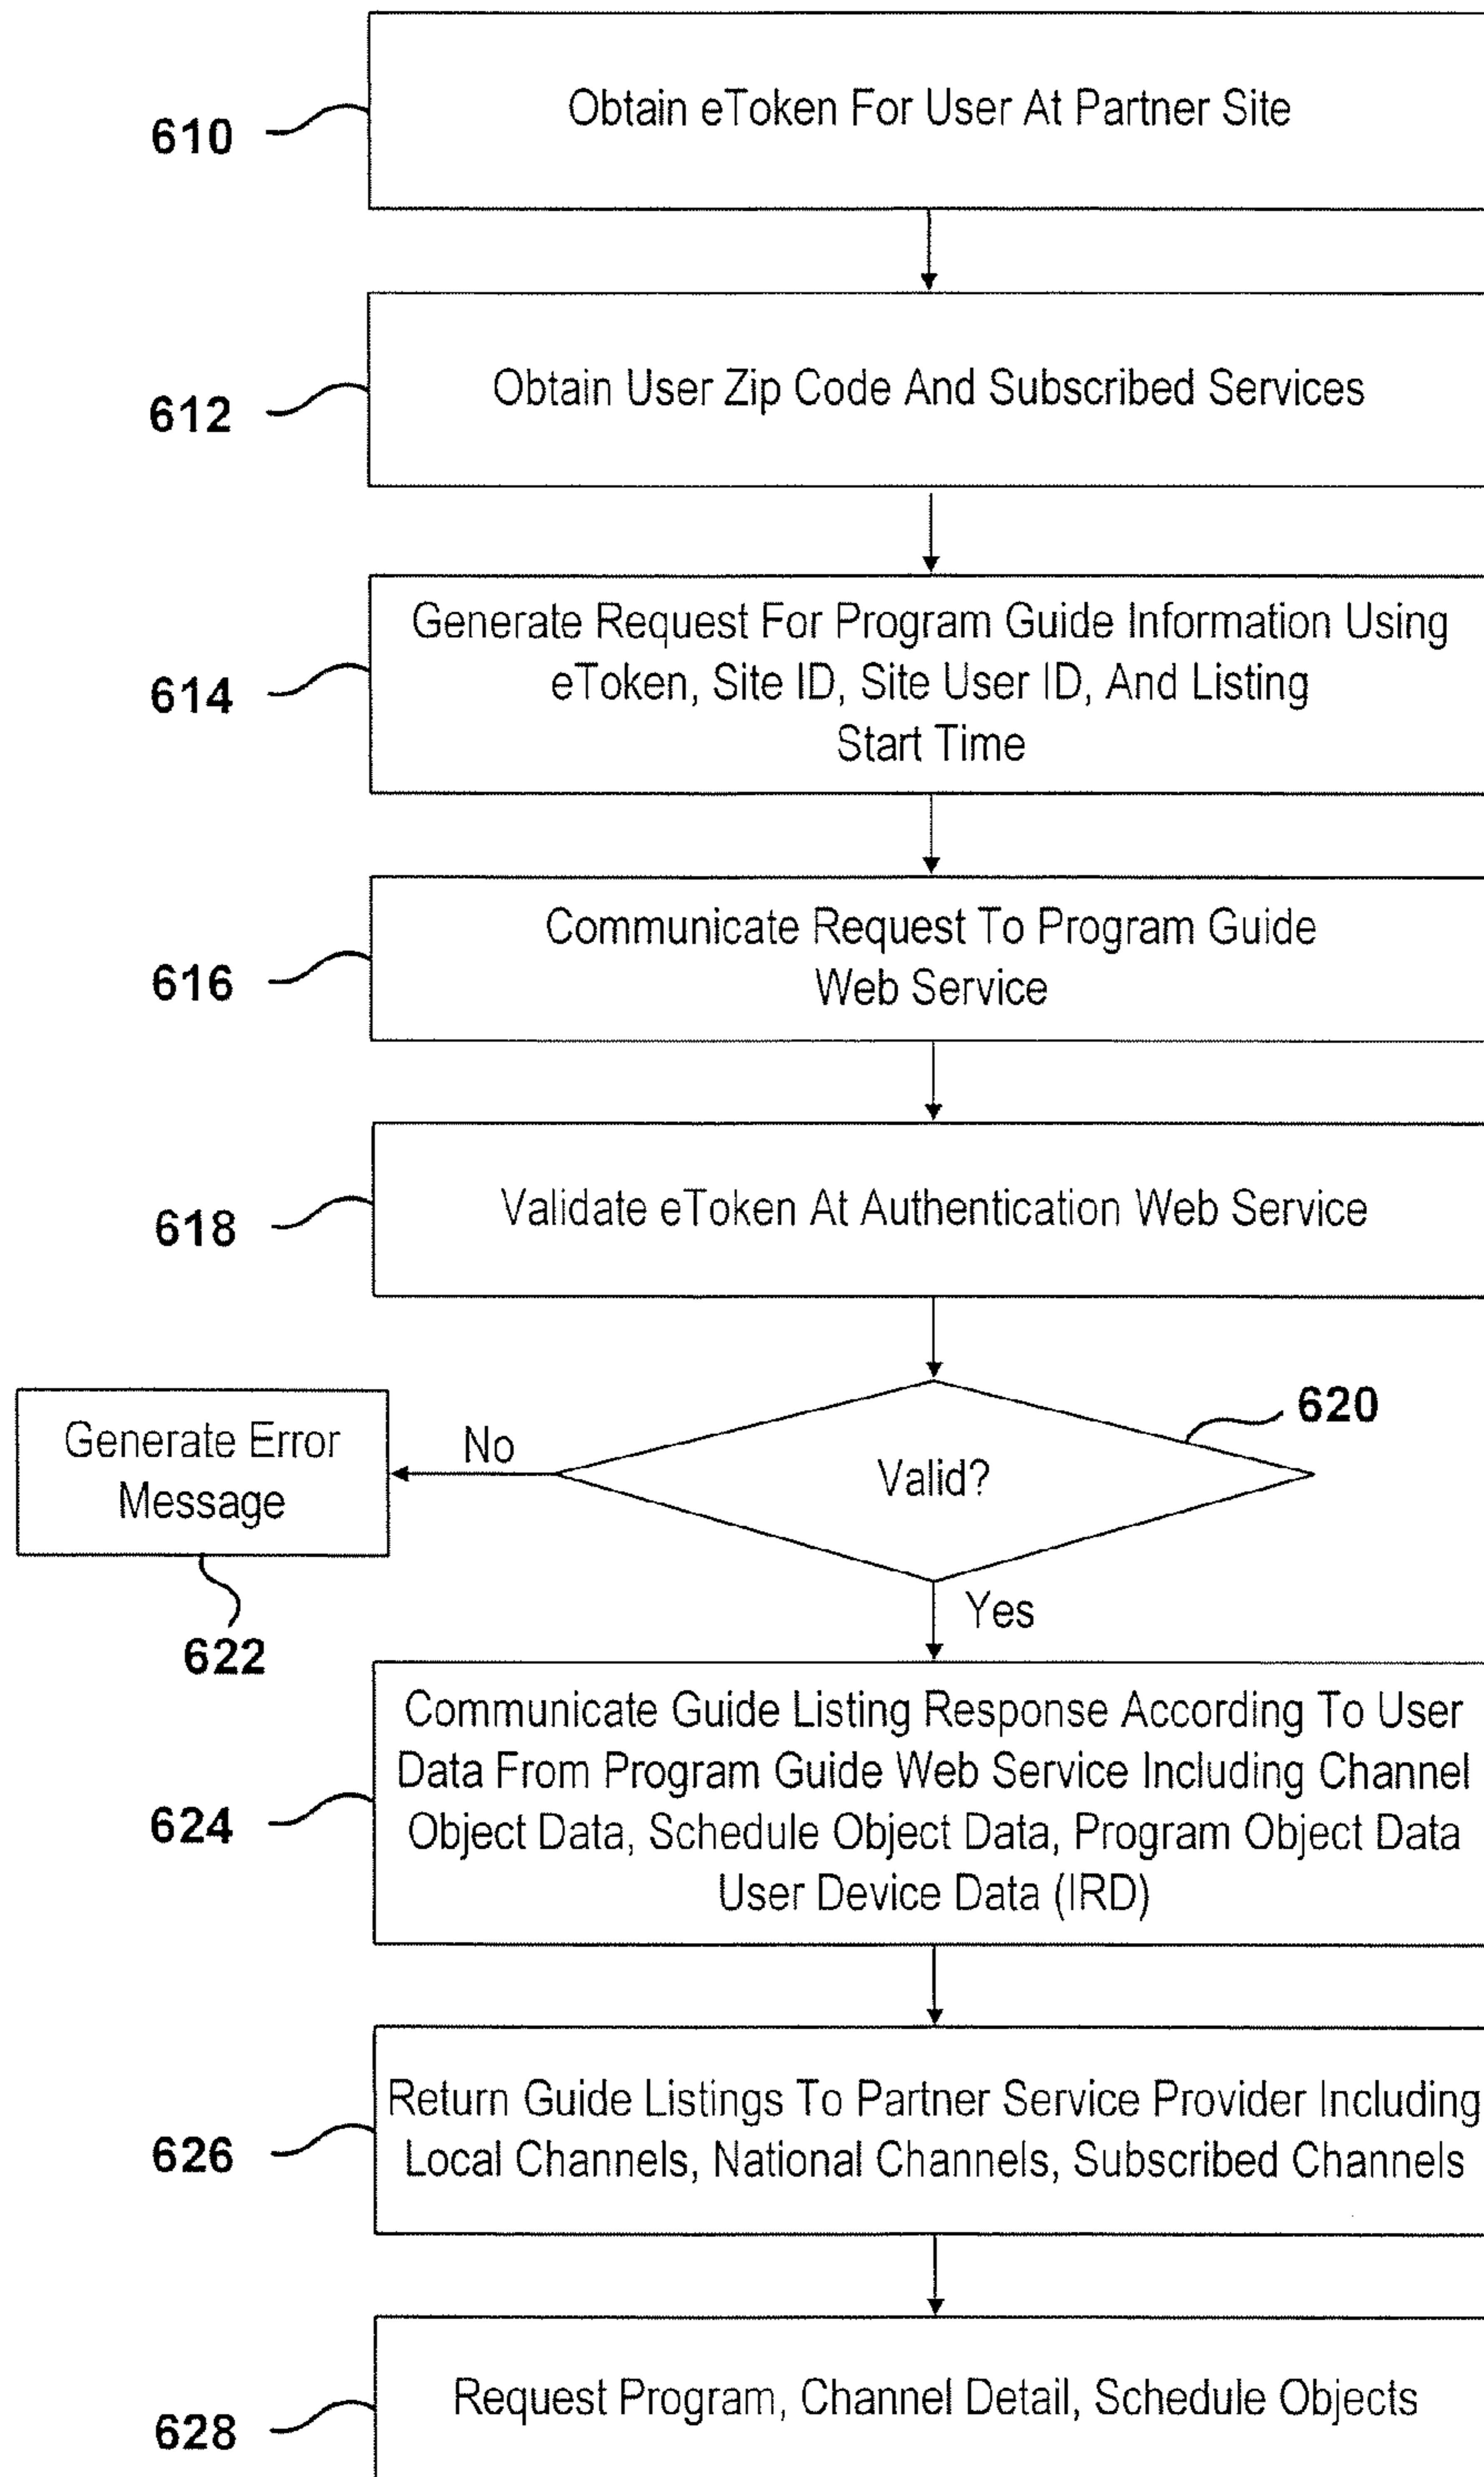 Obtain eToken For User At Partner Site
610
Obtain User Zip Code And Subscribed Services
612
Generate Request For Program Guide Information Using
eToken, Site ID, Site User ID, And Listing
Start Time
614
Communicate Request To Program Guide
Web Service
616
Validate eToken At Authentication Web Service
618
620
Valid?
No
Generate Error
Message
622
Yes
Communicate Guide Listing Response According To User
Data From Program Guide Web Service Including Channel
Object Data, Schedule Object Data, Program Object Data
User Device Data (IRD)
624
Return Guide Listings To Partner Service Provider Including
Local Channels, National Channels, Subscribed Channels
626
Request Program, Channel Detail, Schedule Objects
628